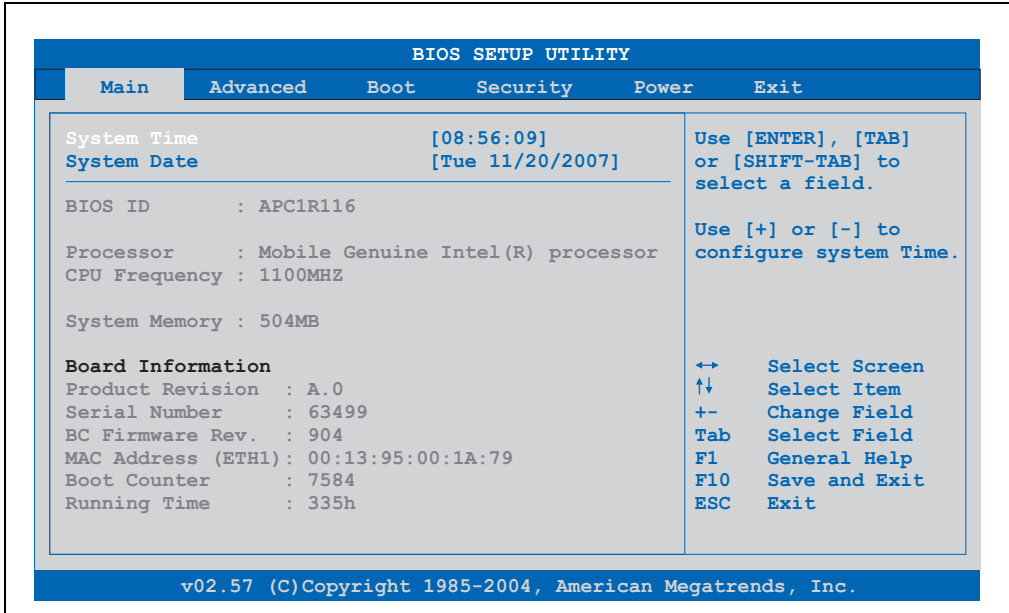 BIOS SETUP UTILITY
Main Advanced Boot Security Power Exit
System Time [08:56:09]
System Date [Tue 11/20/2007]
BIOS ID : APC1R116
Processor : Mobile Genuine Intel(R) processor
CPU Frequency : 1100MHZ
System Memory : 504MB
Board Information
Product Revision : A.0
Serial Number : 63499
BC Firmware Rev. : 904
MAC Address (ETH1): 00:13:95:00:1A:79
Boot Counter : 7584
Running Time : 335h
Use [ENTER], [TAB]
or [SHIFT-TAB] to
select a field.
Use [+] or [-] to
configure system Time.
↔ Select Screen
↑↓ Select Item
+- Change Field
Tab Select Field
F1 General Help
F10 Save and Exit
ESC Exit
v02.57 (C)Copyright 1985-2004, American Megatrends, Inc.